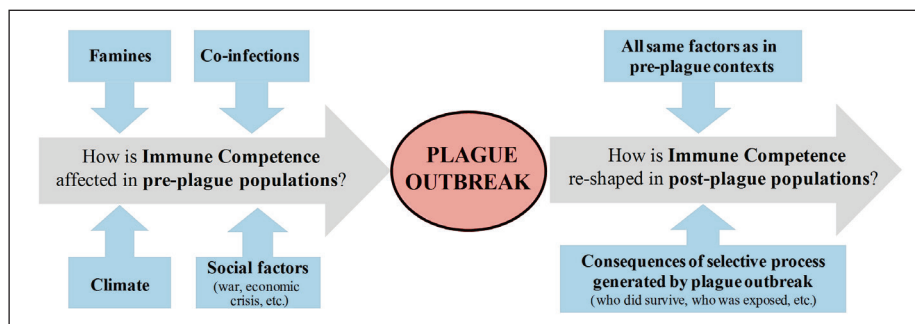 Famines
Co-infections
How is Immune Competence
affected in pre-plague populations?
Climate
Social factors
(war, economic
crisis, etc.)
PLAGUE
OUTBREAK
All same factors as in
pre-plague contexts
How is Immune Competence
re-shaped in post-plague populations?
Consequences of selective process
generated by plague outbreak
(who did survive, who was exposed, etc.)